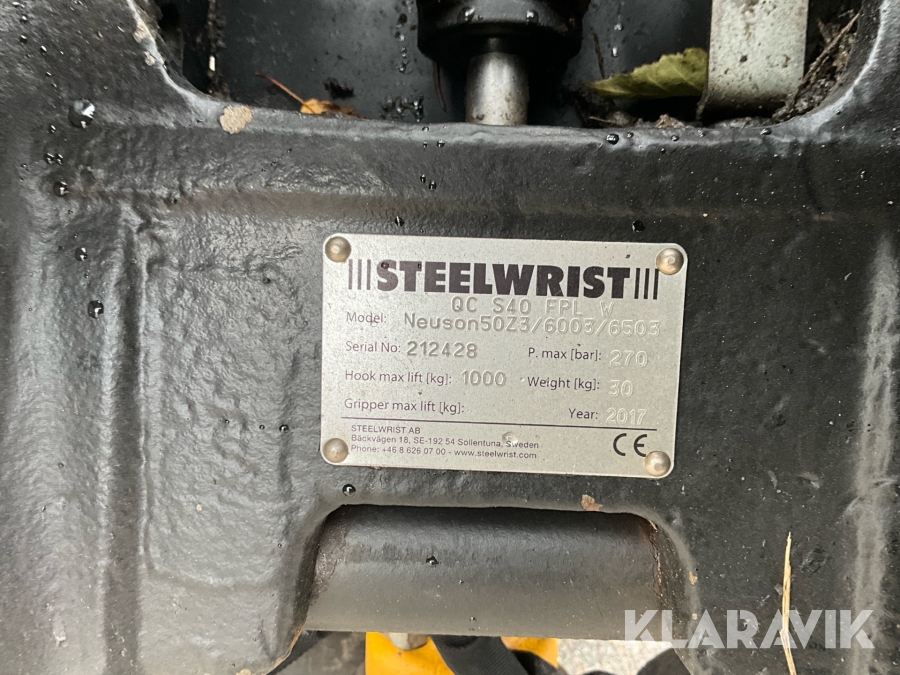 STEELWRIST
QC S40 FPL W
Model: Neuson50Z3/6003/6503
Serial No: 212428 P. max [bar]: 270
Hook max lift [kg]: 1000 Weight [kg]: 30
Gripper max lift [kg]: Year: 2017
STEELWRIST AB
Bäckvägen 18, SE-192 54 Sollentuna, Sweden
Phone: +46 8 626 07 00 - www.steelwrist.com
CE
KLARAVIK